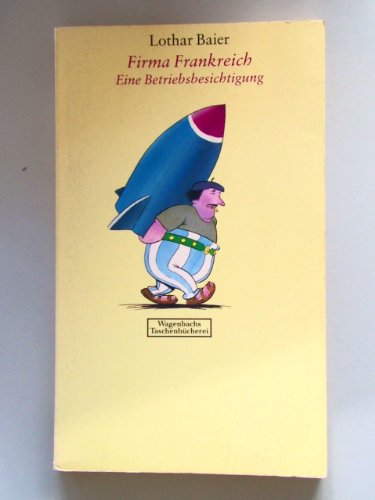 Lothar Baier
Firma Frankreich
Eine Betriebsbesichtigung
Wagenbachs
Taschenbücherei